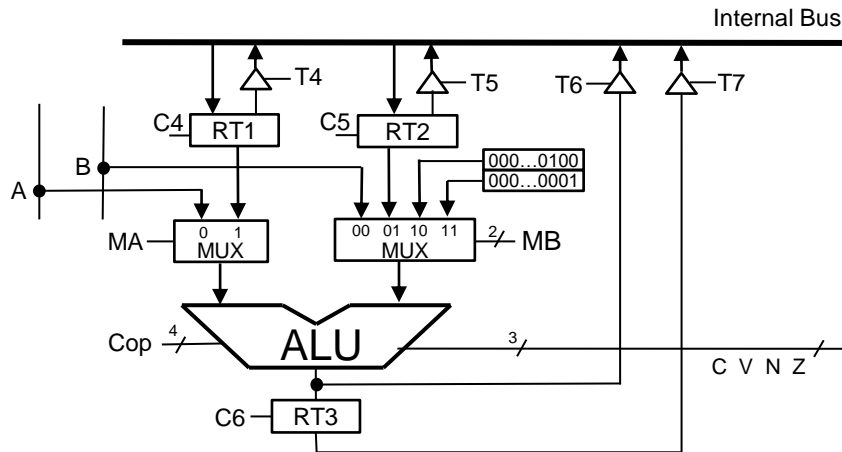 Internal Bus
T4
T5
T6
T7
C4
RT1
C5
RT2
B
000...0100
000...0001
A
0 1
MUX
MA
00 01 10 11
MUX
2
MB
4
Cop
ALU
3
C V N Z
C6
RT3